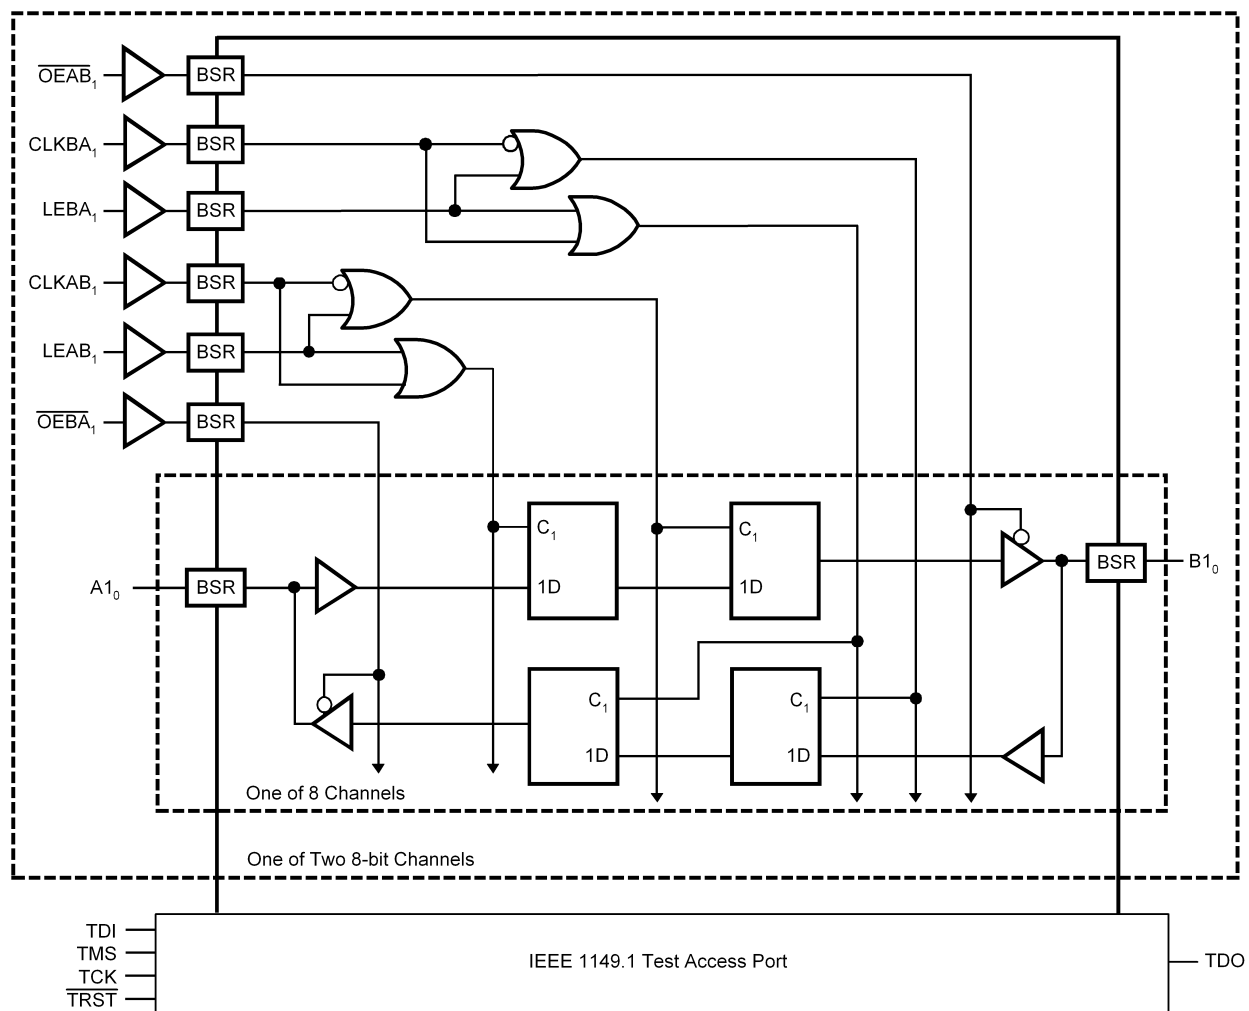 OEAB1 BSR
CLKBA1 BSR
LEBA1 BSR
CLKAB1 BSR
LEAB1 BSR
OEBA1 BSR
C1 C1
A10 BSR 1D 1D BSR B10
C1 C1
1D 1D
One of 8 Channels
One of Two 8-bit Channels
TDI
TMS
TCK
TRST
IEEE 1149.1 Test Access Port
TDO